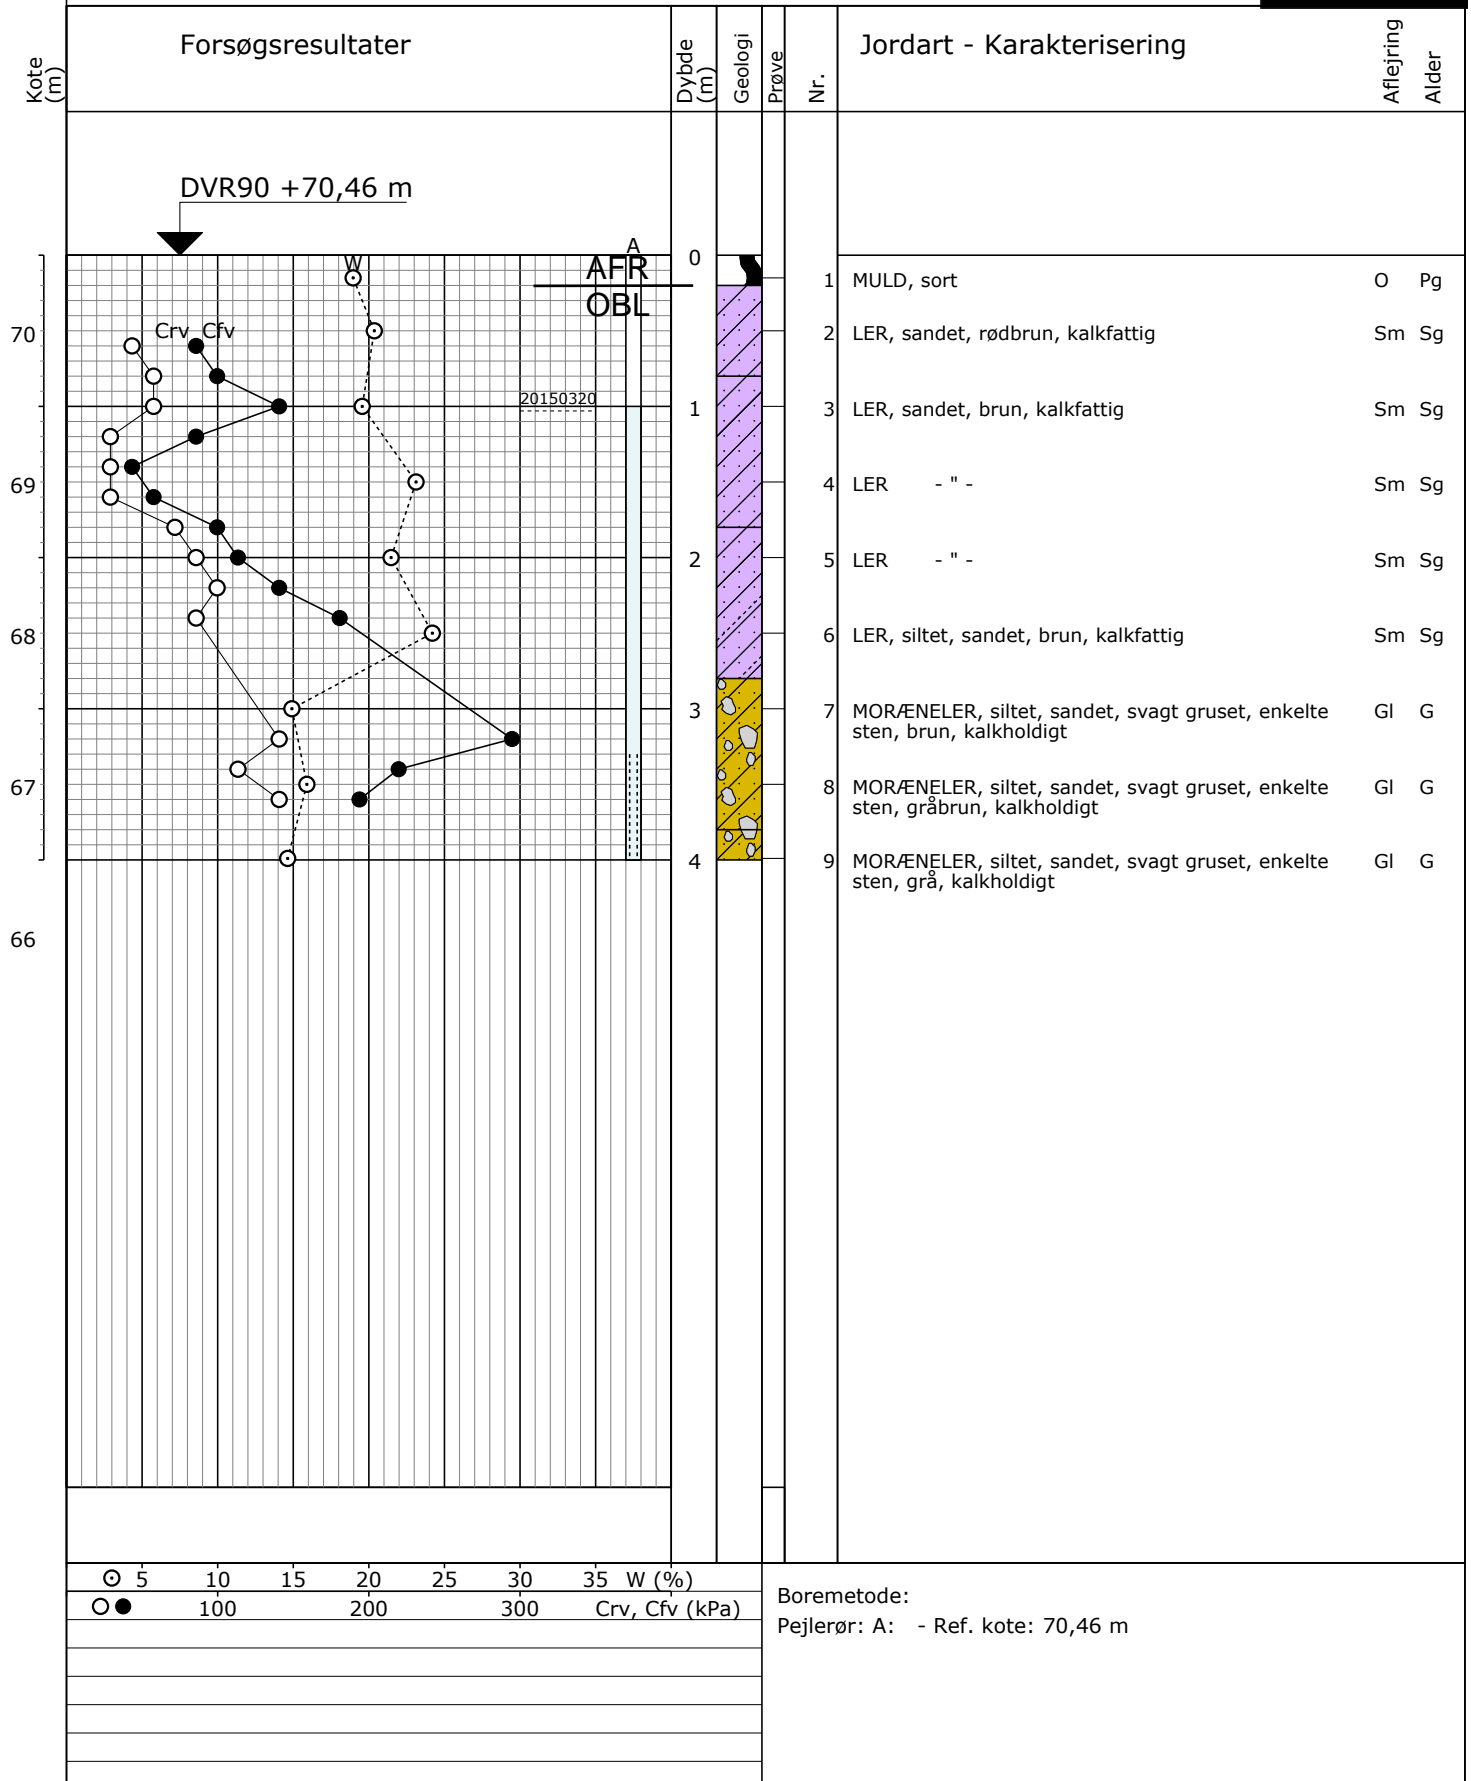 Kote (m)
Forsøgsresultater
Dybde (m)
Geologi
Prøve
Nr.
Jordart - Karakterisering
Aflejring
Alder
DVR90 +70,46 m
A
W
AFR
0
OBL
1 MULD, sort O Pg
70
Crv Cfv
2 LER, sandet, rødbrun, kalkfattig Sm Sg
20150320
1
3 LER, sandet, brun, kalkfattig Sm Sg
69
4 LER - " - Sm Sg
2
5 LER - " - Sm Sg
68
6 LER, siltet, sandet, brun, kalkfattig Sm Sg
3
7 MORÆNELER, siltet, sandet, svagt gruset, enkelte Gl G
sten, brun, kalkholdigt
67
8 MORÆNELER, siltet, sandet, svagt gruset, enkelte Gl G
sten, gråbrun, kalkholdigt
4
9 MORÆNELER, siltet, sandet, svagt gruset, enkelte Gl G
sten, grå, kalkholdigt
66
5 10 15 20 25 30 35 W (%)
100 200 300 Crv, Cfv (kPa)
Boremetode:
Pejlerør: A: - Ref. kote: 70,46 m